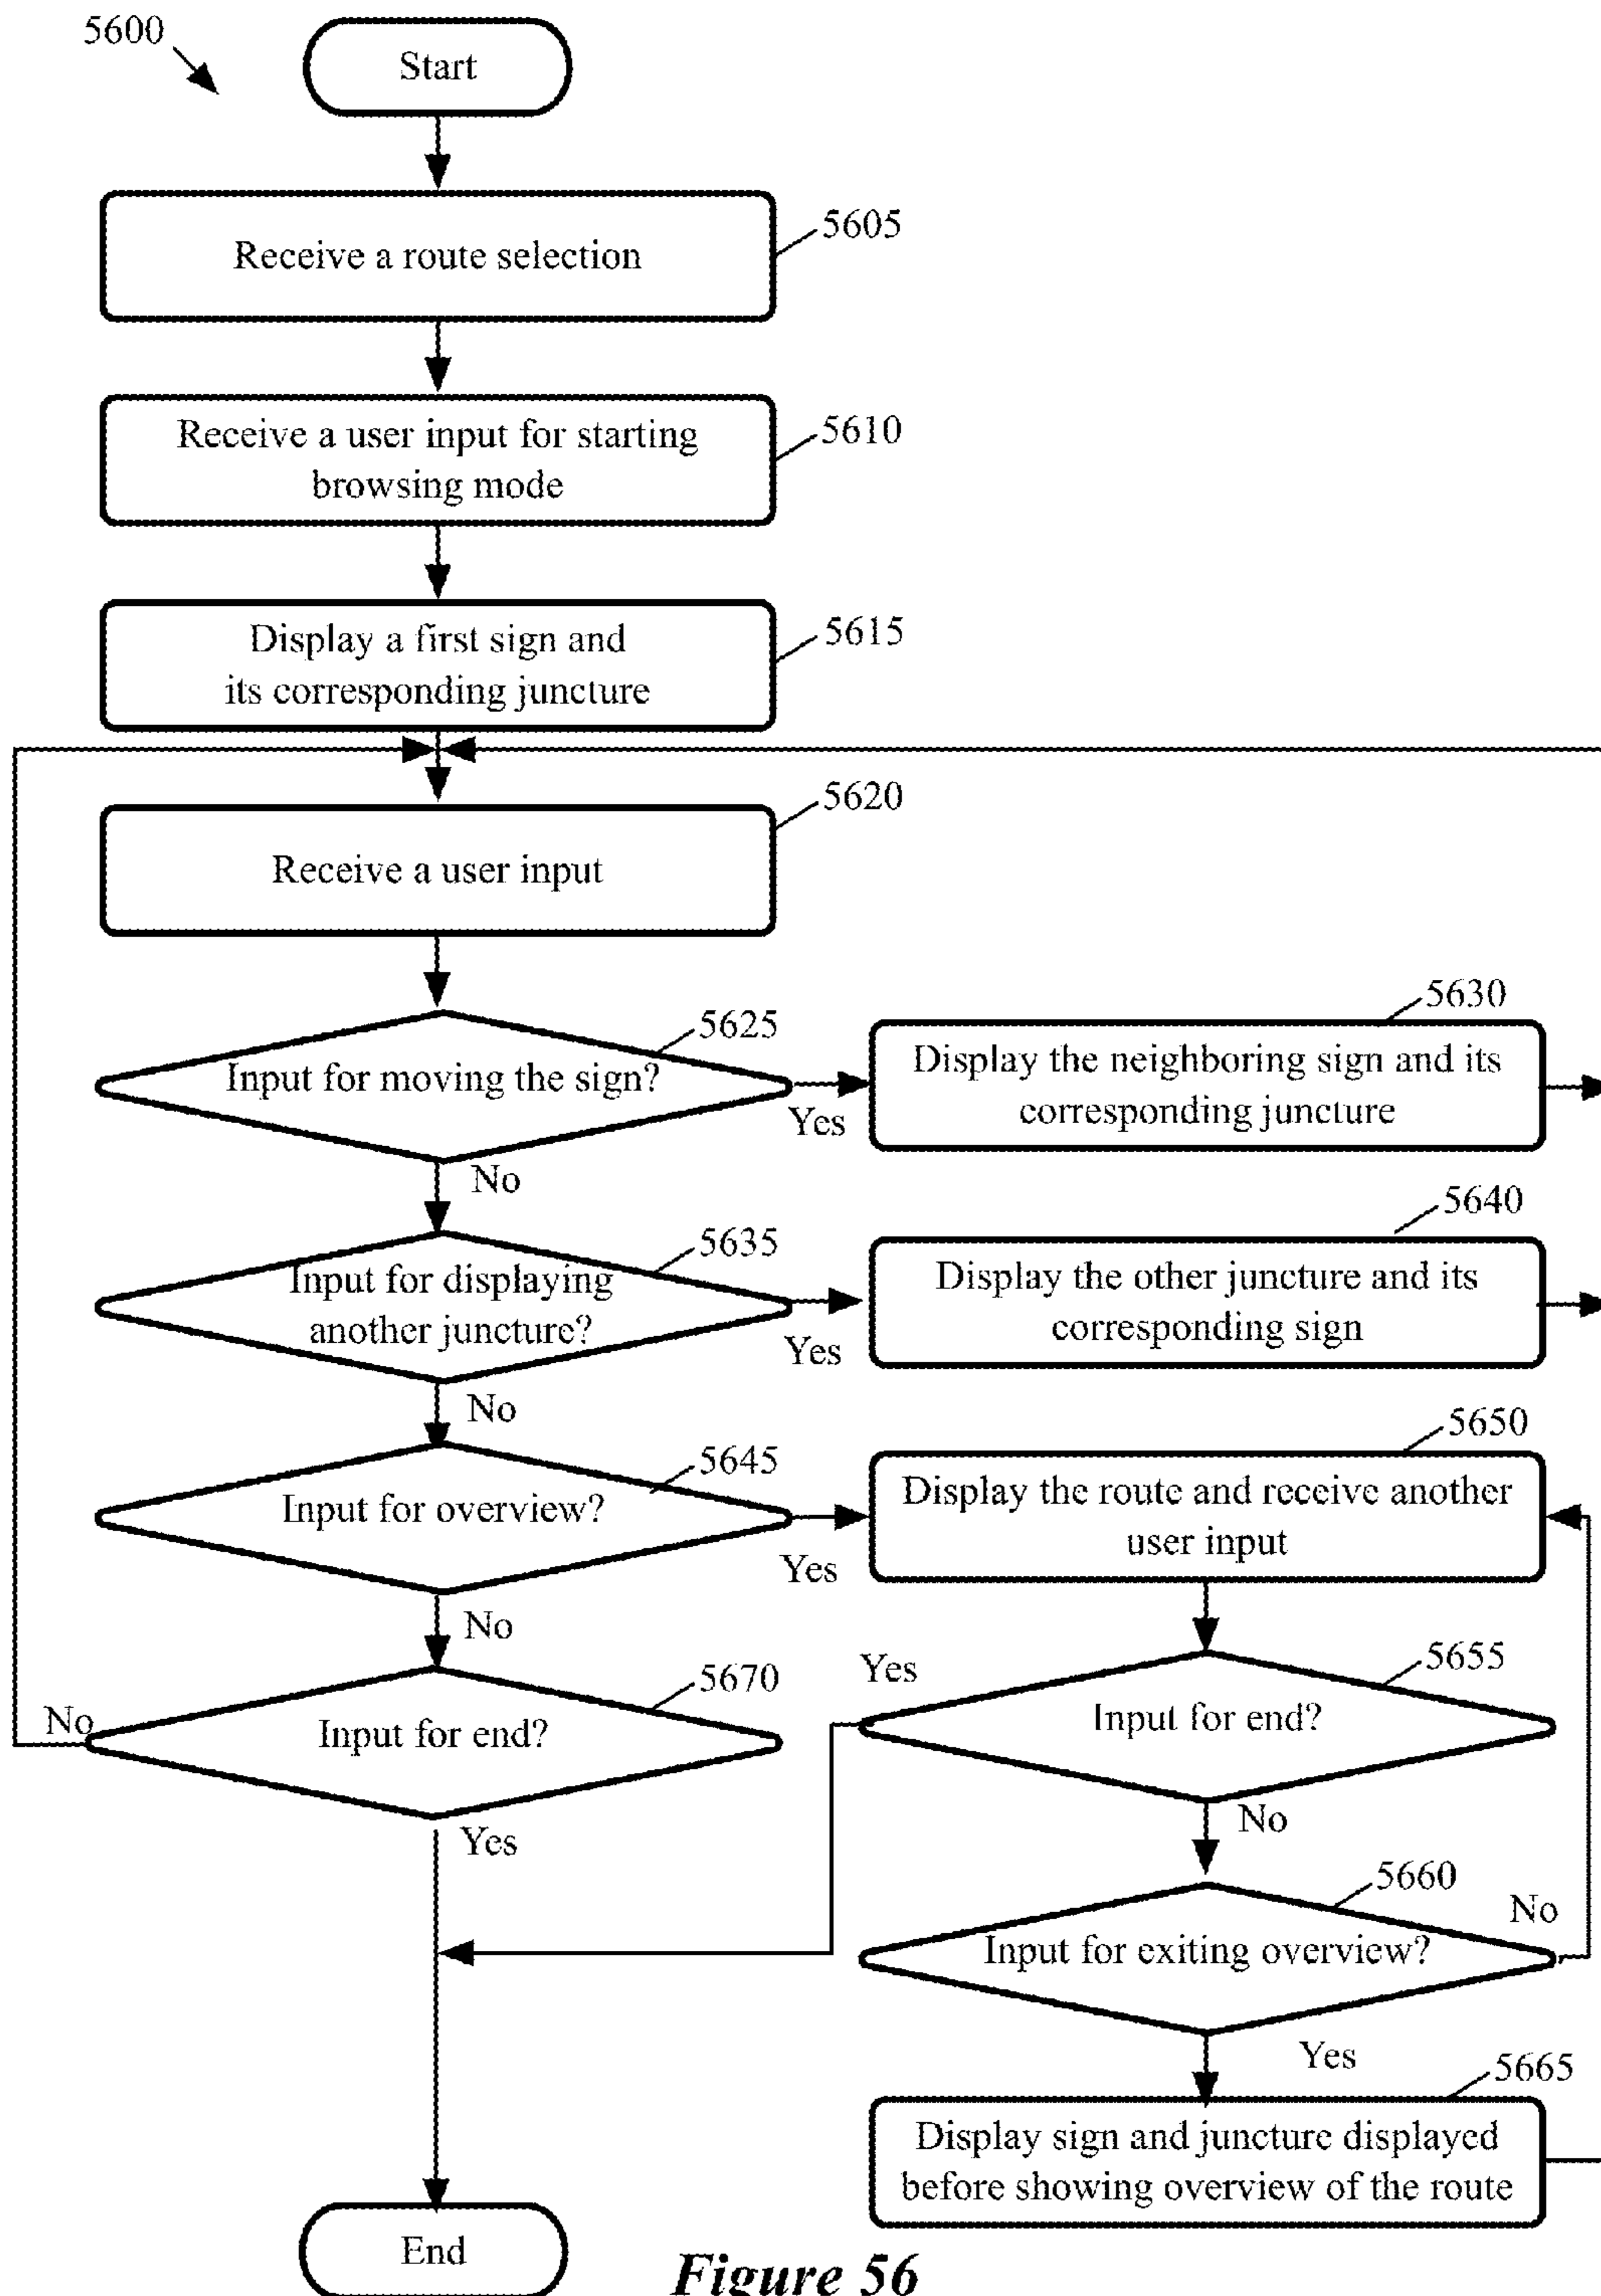 5600
Start
Receive a route selection
5605
Receive a user input for starting
browsing mode
5610
Display a first sign and
its corresponding juncture
5615
Receive a user input
5620
Input for moving the sign?
5625
Yes
No
Display the neighboring sign and its
corresponding juncture
5630
Input for displaying
another juncture?
5635
Yes
No
Display the other juncture and its
corresponding sign
5640
Input for overview?
5645
Yes
No
Display the route and receive another
user input
5650
Input for end?
5670
No
Yes
Input for end?
5655
Yes
No
Input for exiting overview?
5660
No
Yes
Display sign and juncture displayed
before showing overview of the route
5665
End
Figure 56